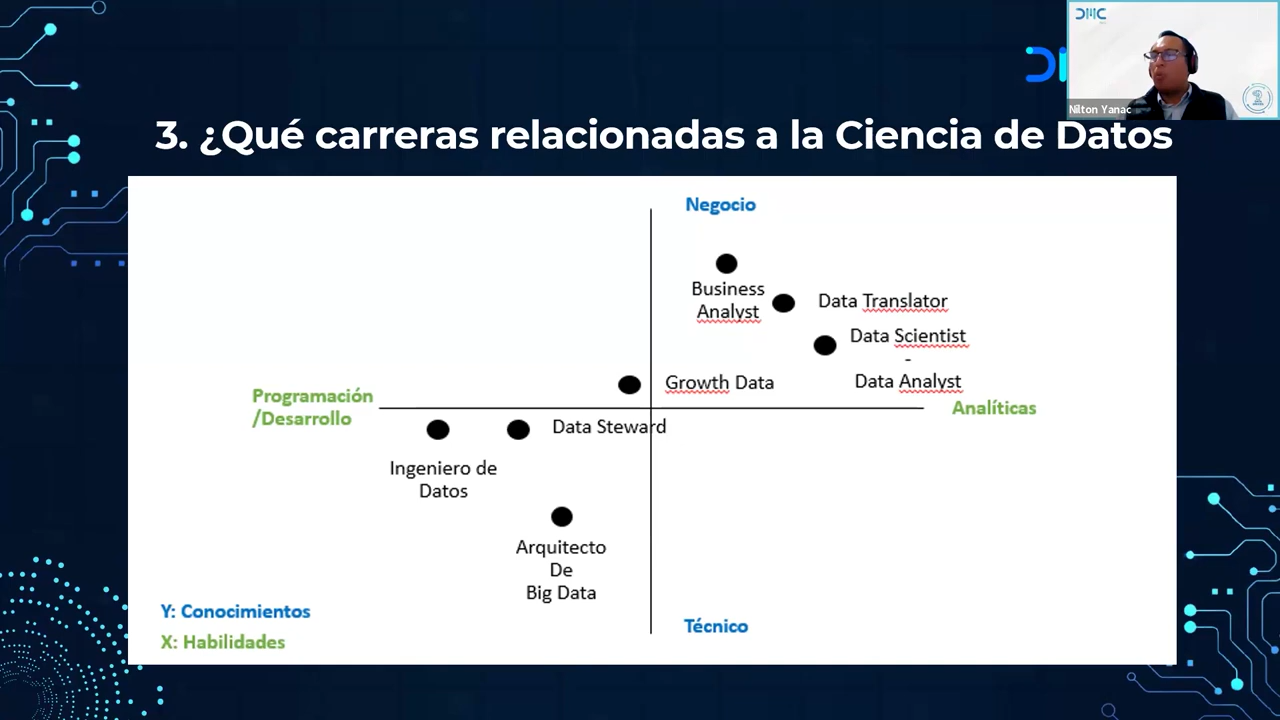 DMC
Nilton Yanac
3. ¿Qué carreras relacionadas a la Ciencia de Datos
Negocio
Business
Analyst
Data Translator
Data Scientist
-
Data Analyst
Growth Data
Programación
/Desarrollo
Analíticas
Data Steward
Ingeniero de
Datos
Arquitecto
De
Big Data
Y: Conocimientos
X: Habilidades
Técnico